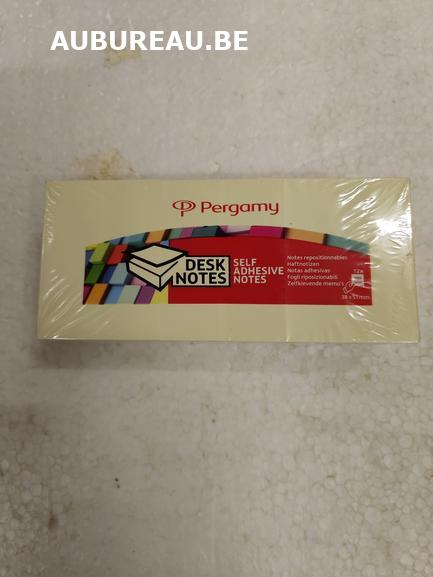 AUBUREAU.BE
Pergamy
DESK
NOTES
SELF
ADHESIVE
NOTES
Notes repositionnables
Haftnotizen
Notas adhesivas
Fogli riposizionabili
Zelfklevende memo's
12x
38 x 51mm